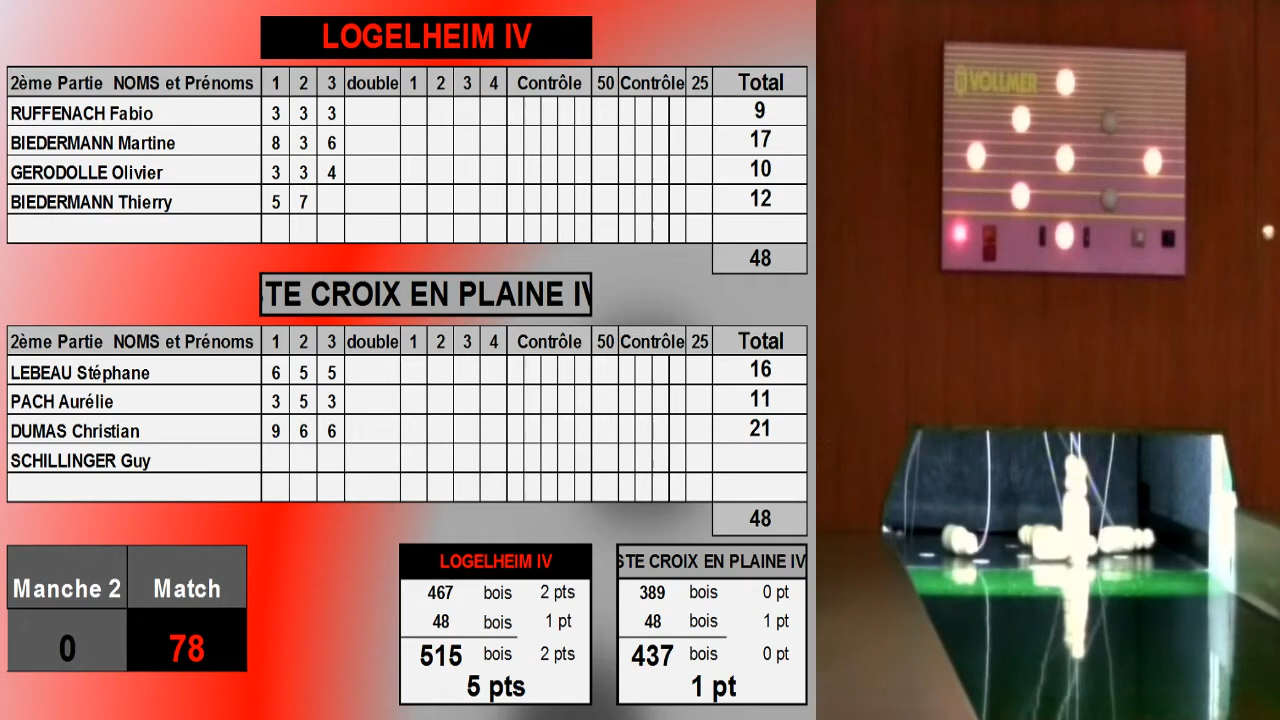 LOGELHEIM IV
2ème Partie NOMS et Prénoms 1 2 3 double 1 2 3 4 Contrôle 50 Contrôle 25 Total
RUFFENACH Fabio 3 3 3 9
BIEDERMANN Martine 8 3 6 17
GERODOLLE Olivier 3 3 4 10
BIEDERMANN Thierry 5 7 12
48
STE CROIX EN PLAINE IV
2ème Partie NOMS et Prénoms 1 2 3 double 1 2 3 4 Contrôle 50 Contrôle 25 Total
LEBEAU Stéphane 6 5 5 16
PACH Aurélie 3 5 3 11
DUMAS Christian 9 6 6 21
SCHILLINGER Guy
48
Manche 2 Match
0 78
LOGELHEIM IV
467 bois 2 pts
48 bois 1 pt
515 bois 2 pts
5 pts
STE CROIX EN PLAINE IV
389 bois 0 pt
48 bois 1 pt
437 bois 0 pt
1 pt
VOLLMER